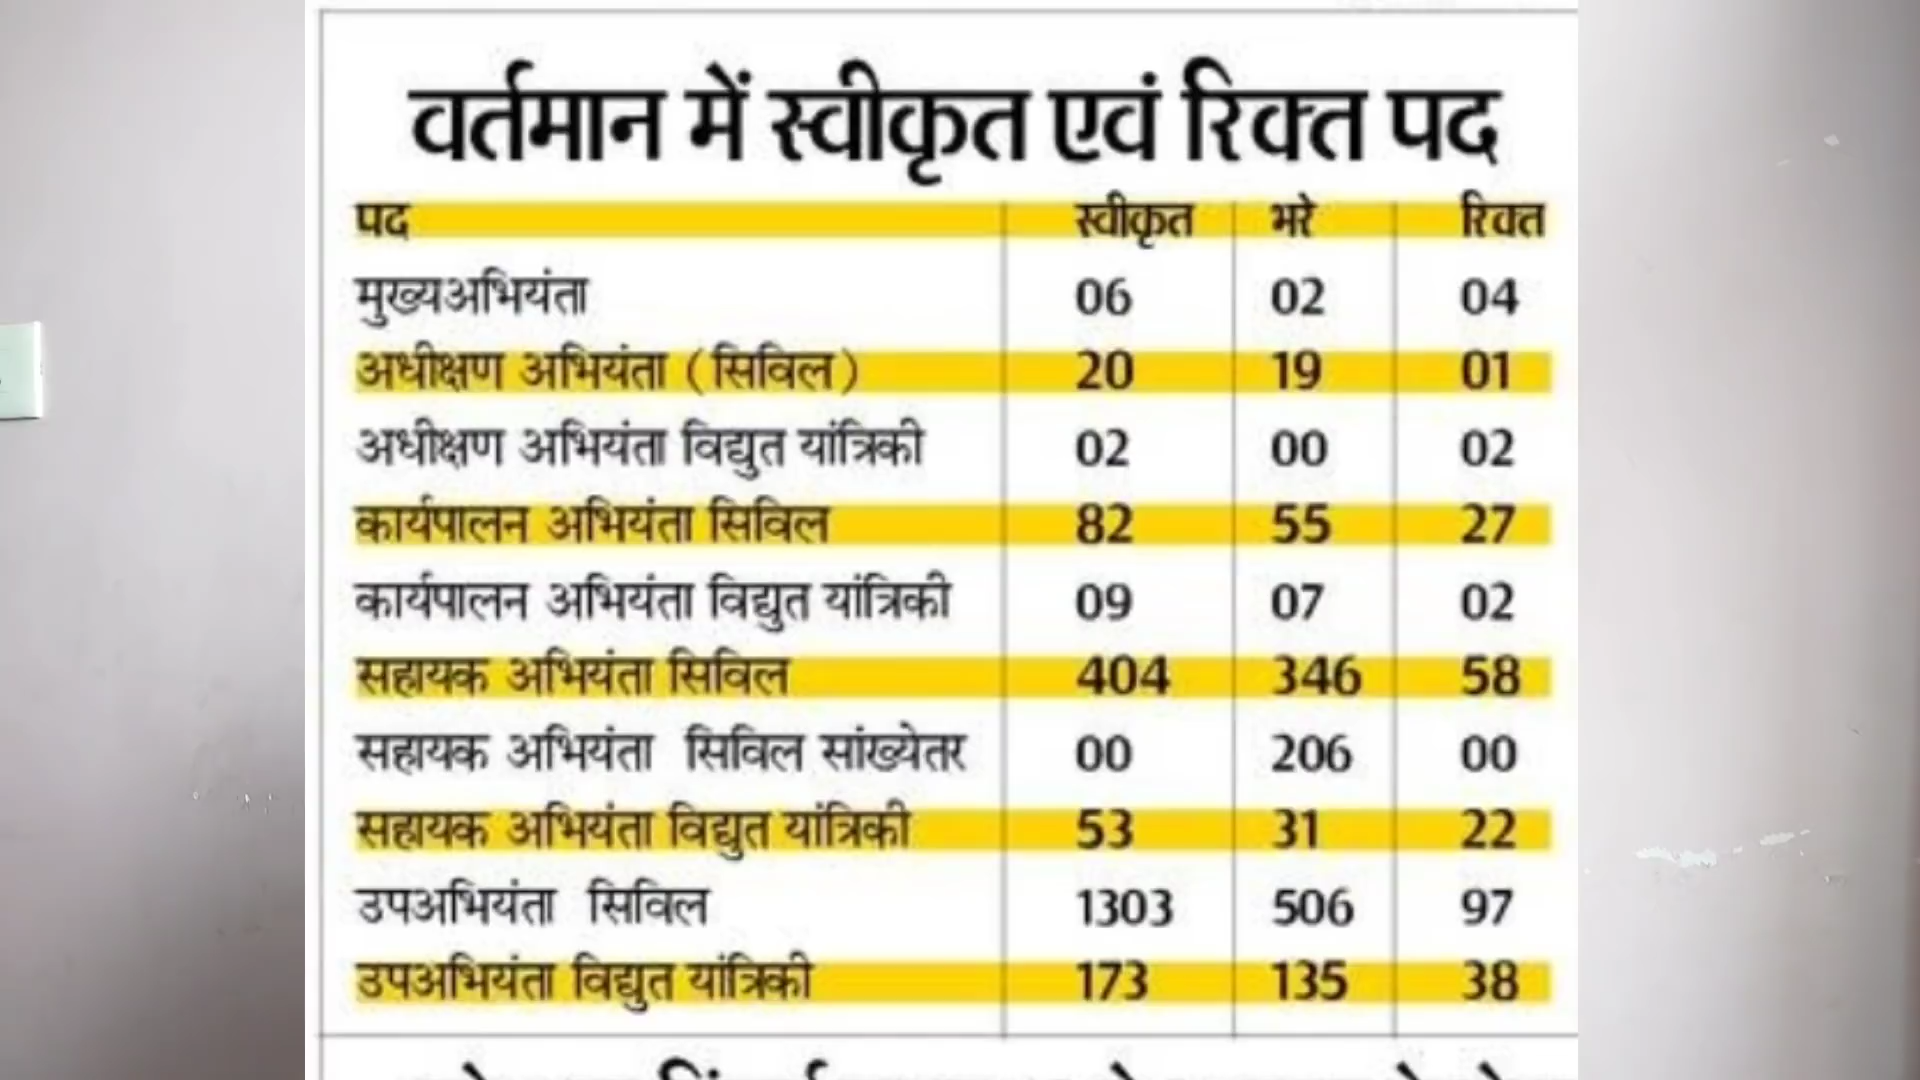 वर्तमान में स्वीकृत एवं रिक्त पद
पद स्वीकृत भरे रिक्त
मुख्यअभियंता 06 02 04
अधीक्षण अभियंता (सिविल) 20 19 01
अधीक्षण अभियंता विद्युत यांत्रिकी 02 00 02
कार्यपालन अभियंता सिविल 82 55 27
कार्यपालन अभियंता विद्युत यांत्रिकी 09 07 02
सहायक अभियंता सिविल 404 346 58
सहायक अभियंता सिविल सांख्येतर 00 206 00
सहायक अभियंता विद्युत यांत्रिकी 53 31 22
उपअभियंता सिविल 1303 506 97
उपअभियंता विद्युत यांत्रिकी 173 135 38